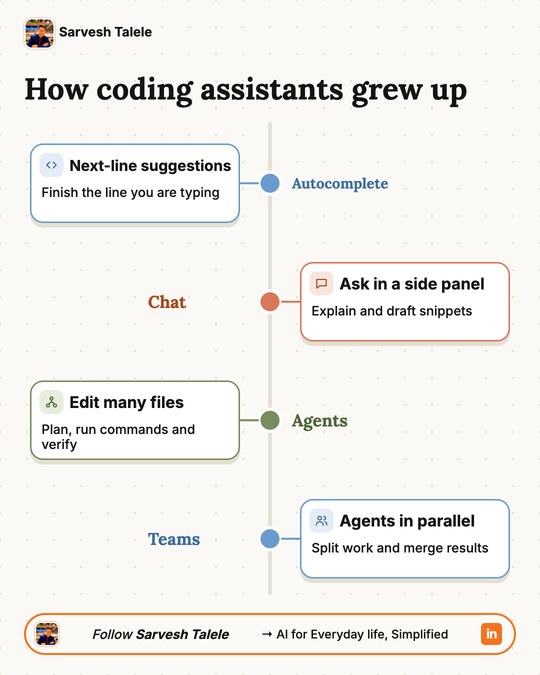 Sarvesh Talele
How coding assistants grew up
Next-line suggestions
Finish the line you are typing
Autocomplete
Chat
Ask in a side panel
Explain and draft snippets
Edit many files
Plan, run commands and
verify
Agents
Teams
Agents in parallel
Split work and merge results
Follow Sarvesh Talele → AI for Everyday life, Simplified in